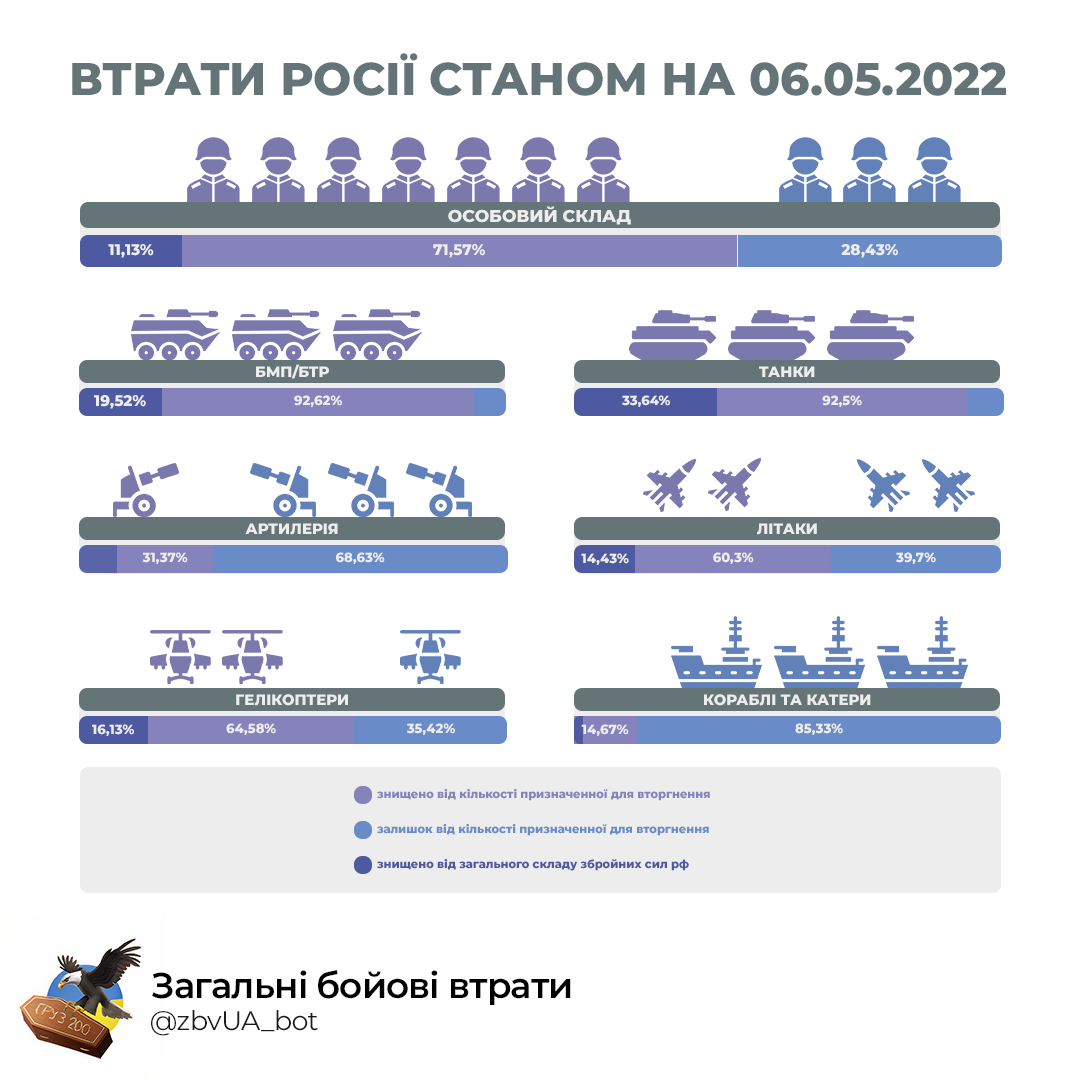 ВТРАТИ РОСІЇ СТАНОМ НА 06.05.2022
ОСОБОВИЙ СКЛАД
11,13% 71,57% 28,43%
БМП/БТР
19,52% 92,62%
ТАНКИ
33,64% 92,5%
АРТИЛЕРІЯ
31,37% 68,63%
ЛІТАКИ
14,43% 60,3% 39,7%
ГЕЛІКОПТЕРИ
16,13% 64,58% 35,42%
КОРАБЛІ ТА КАТЕРИ
14,67% 85,33%
знищено від кількості призначенної для вторгнення
залишок від кількості призначенної для вторгнення
знищено від загального складу збройних сил рф
ГРУЗ 200
Загальні бойові втрати
@zbvUA_bot